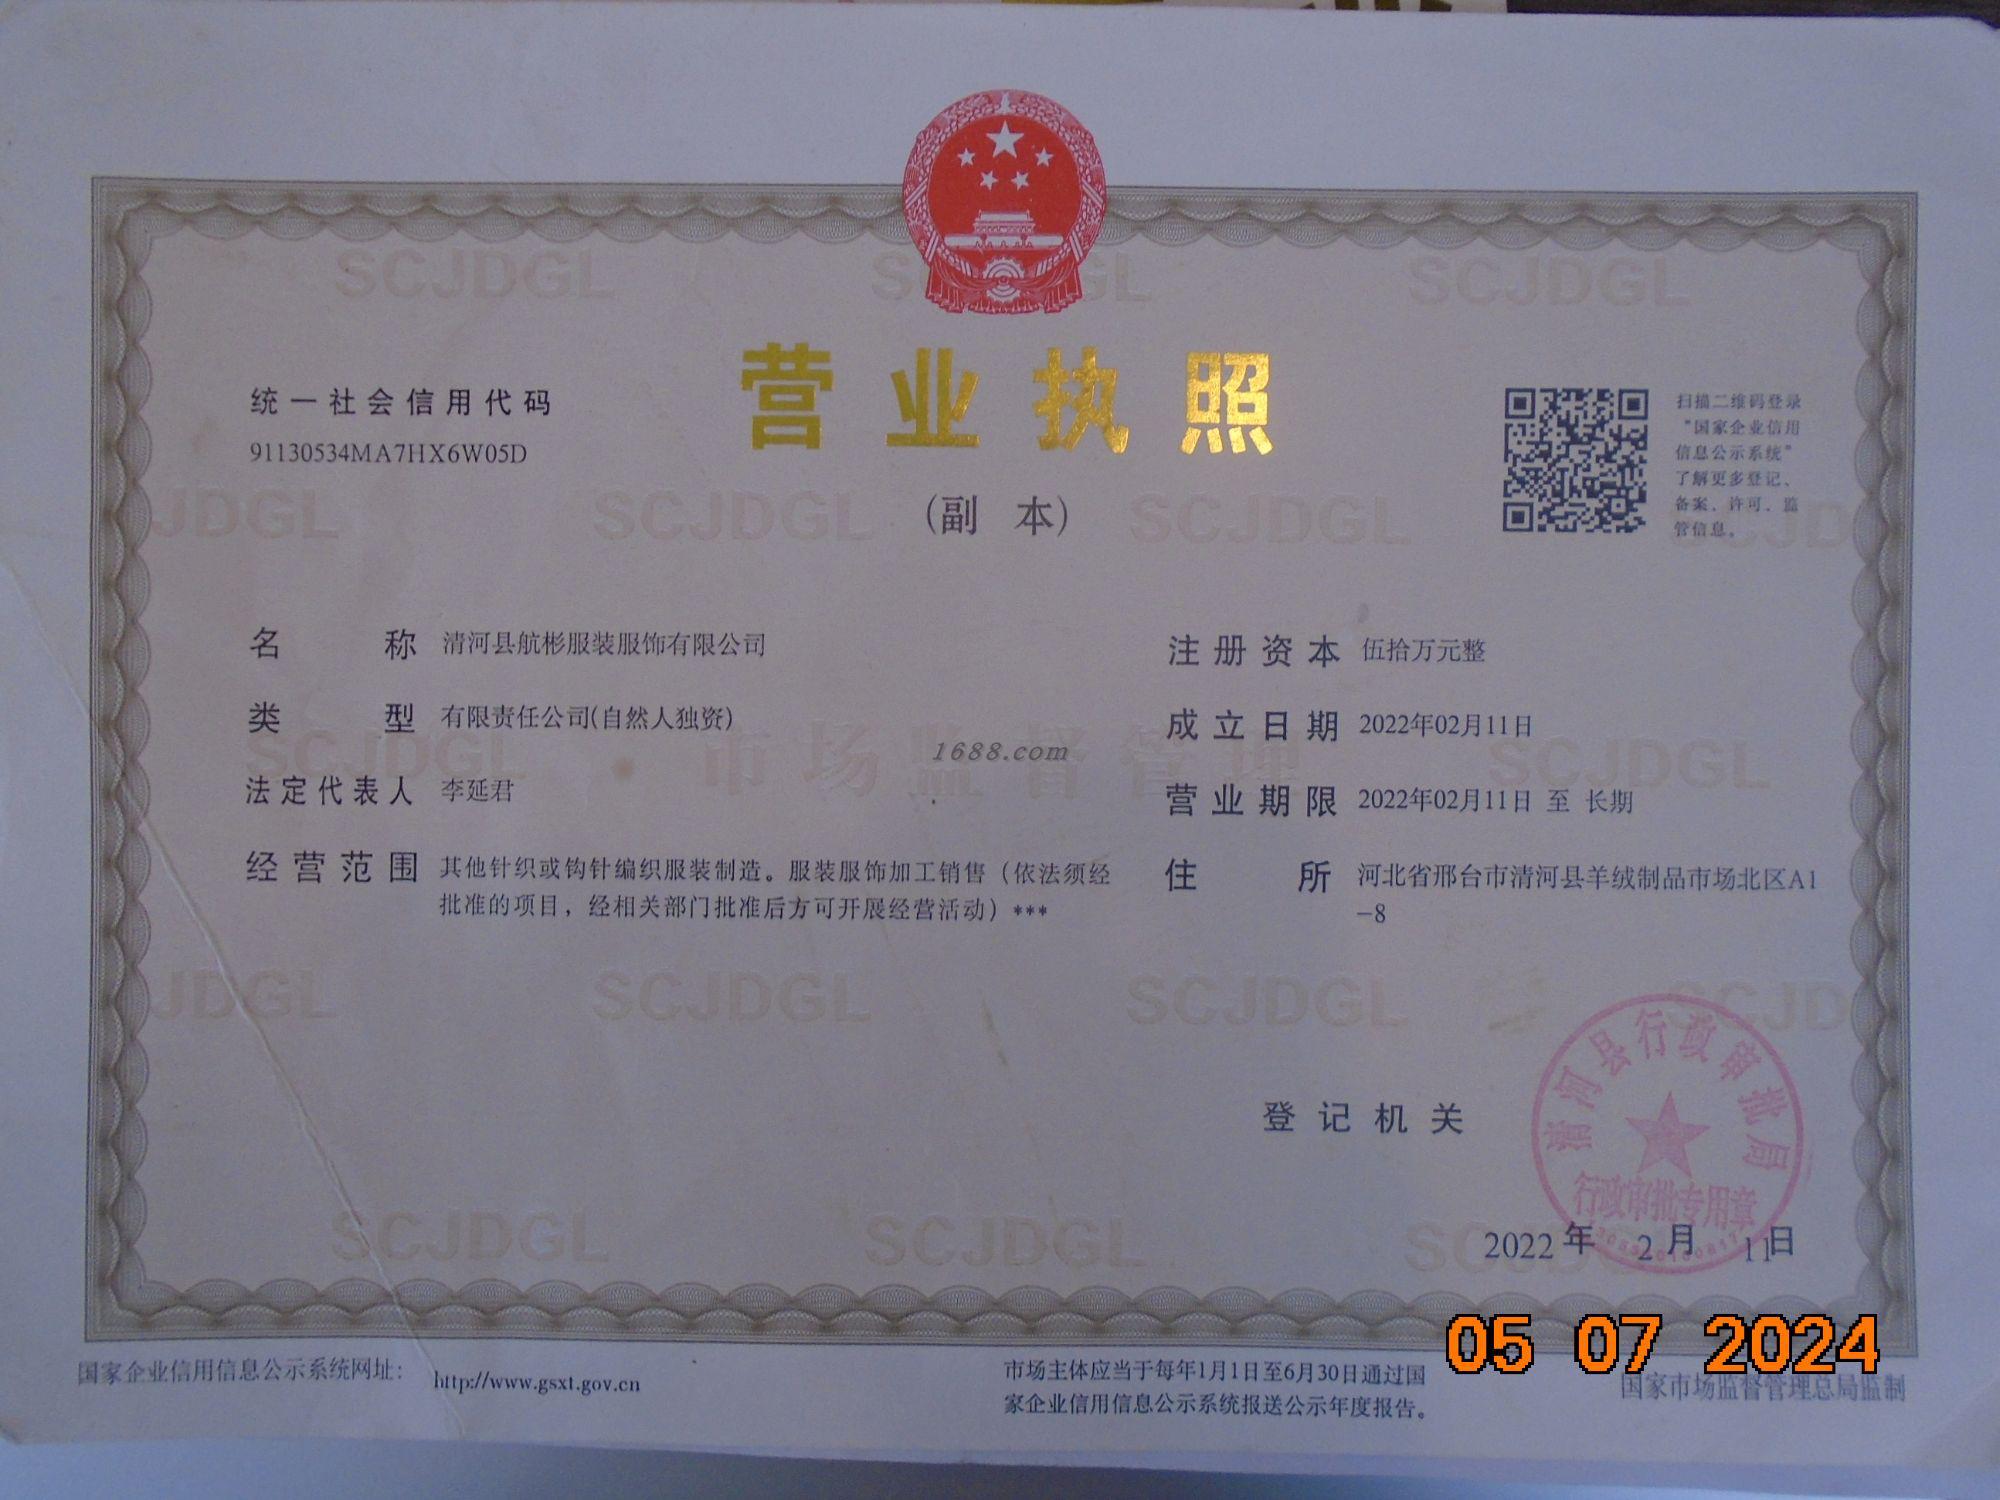 营业执照
(副 本)
统一社会信用代码
91130534MA7HX6W05D
扫描二维码登录
“国家企业信用
信息公示系统”
了解更多登记、
备案、许可、监
管信息。
名 称 清河县航彬服装服饰有限公司
类 型 有限责任公司(自然人独资)
法定代表人 李延君
经营范围 其他针织或钩针编织服装制造。服装服饰加工销售（依法须经
批准的项目，经相关部门批准后方可开展经营活动）***
注册资本 伍拾万元整
成立日期 2022年02月11日
营业期限 2022年02月11日 至 长期
住 所 河北省邢台市清河县羊绒制品市场北区A1
-8
SCJDGL
市场监督管理
1688.com
登记机关
清河县行政审批局
行政审批专用章
2022 年 2 月 11日
05 07 2024
国家企业信用信息公示系统网址： http://www.gsxt.gov.cn
市场主体应当于每年1月1日至6月30日通过国
家企业信用信息公示系统报送公示年度报告。
国家市场监督管理总局监制